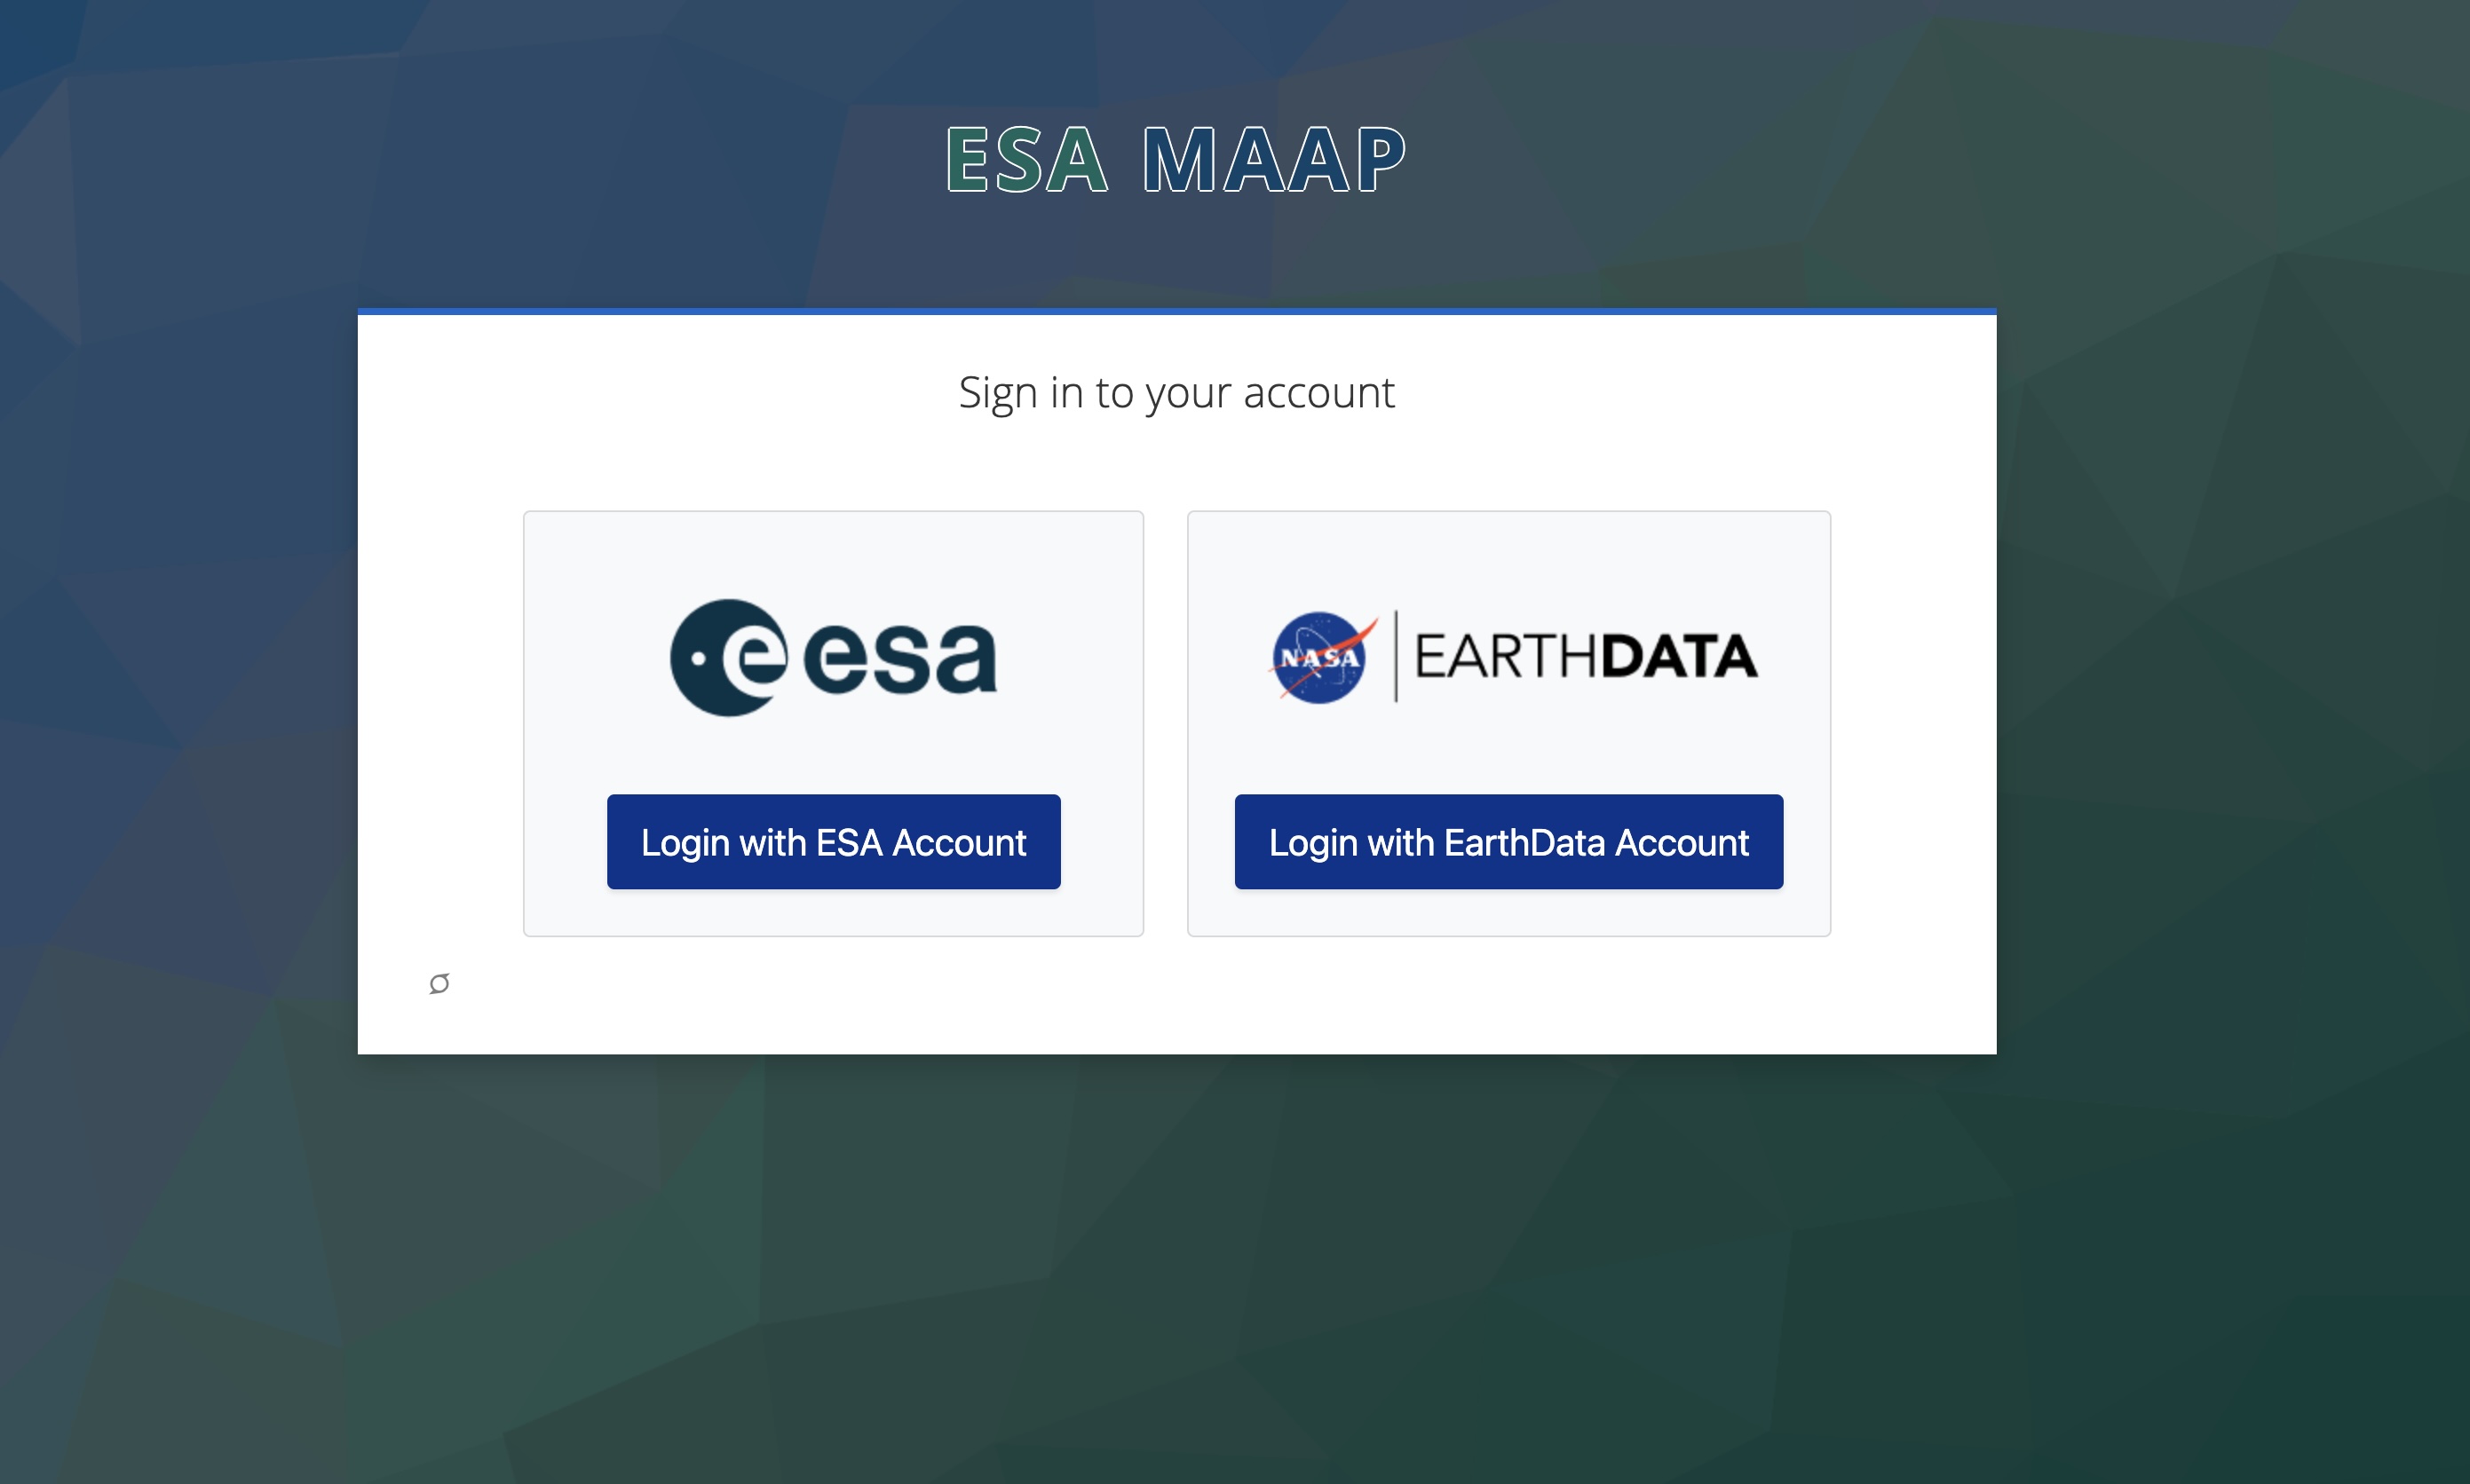 ESA MAAP
Sign in to your account
e esa
NASA EARTHDATA
Login with ESA Account
Login with EarthData Account